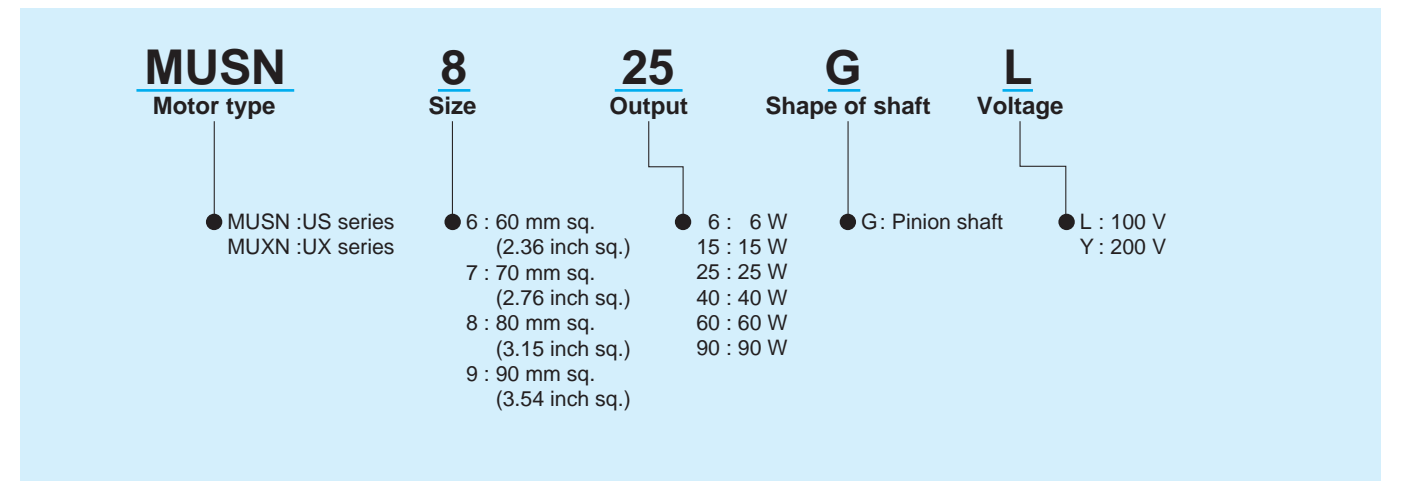 MUSN 8 25 G L
Motor type Size Output Shape of shaft Voltage
MUSN :US series
MUXN :UX series
6 : 60 mm sq.
(2.36 inch sq.)
7 : 70 mm sq.
(2.76 inch sq.)
8 : 80 mm sq.
(3.15 inch sq.)
9 : 90 mm sq.
(3.54 inch sq.)
6 : 6 W
15 : 15 W
25 : 25 W
40 : 40 W
60 : 60 W
90 : 90 W
G : Pinion shaft
L : 100 V
Y : 200 V